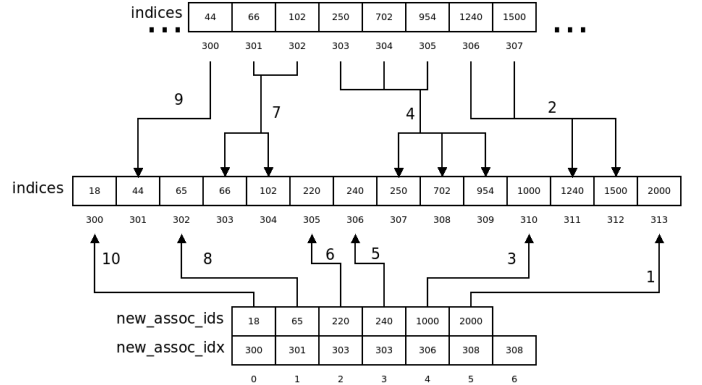 indices 44 66 102 250 702 954 1240 1500
... ...
300 301 302 303 304 305 306 307
9 7 4 2
indices 18 44 65 66 102 220 240 250 702 954 1000 1240 1500 2000
300 301 302 303 304 305 306 307 308 309 310 311 312 313
10 8 6 5 3 1
new_assoc_ids 18 65 220 240 1000 2000
new_assoc_idx 300 301 303 303 306 308 308
0 1 2 3 4 5 6